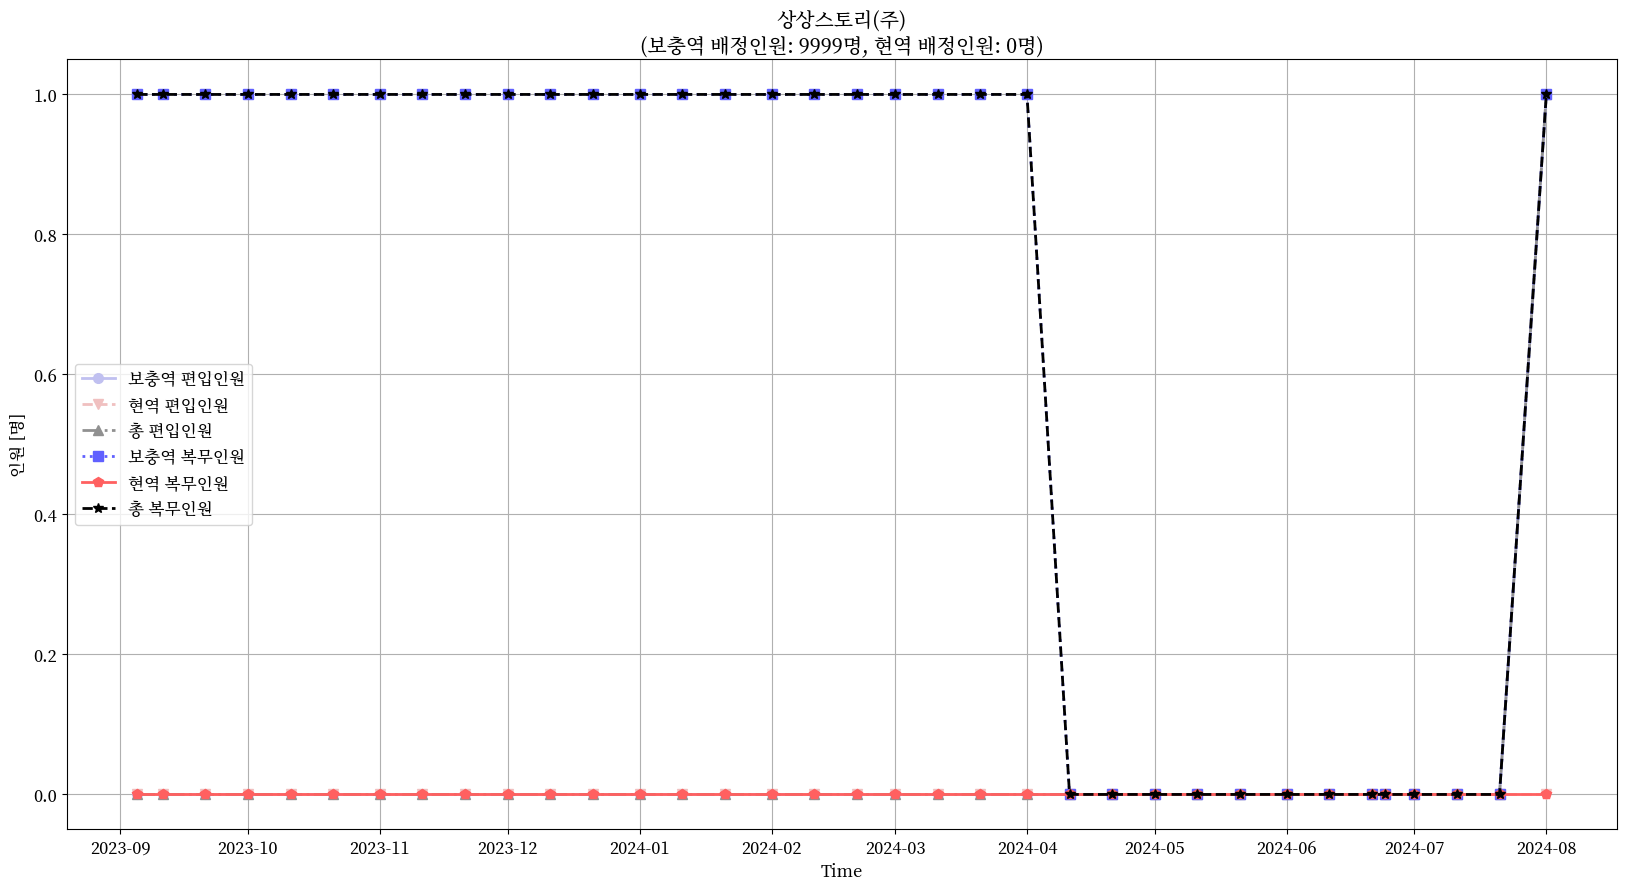 상상스토리(주)
(보충역 배정인원: 9999명, 현역 배정인원: 0명)
인원 [명]
1.0
0.8
0.6
0.4
0.2
0.0
보충역 편입인원
현역 편입인원
총 편입인원
보충역 복무인원
현역 복무인원
총 복무인원
2023-09
2023-10
2023-11
2023-12
2024-01
2024-02
2024-03
2024-04
2024-05
2024-06
2024-07
2024-08
Time